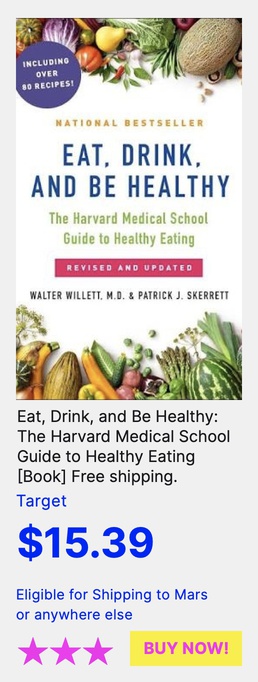 INCLUDING
OVER
80 RECIPES!
NATIONAL BESTSELLER
EAT, DRINK,
AND BE HEALTHY
The Harvard Medical School
Guide to Healthy Eating
REVISED AND UPDATED
WALTER WILLETT, M.D. & PATRICK J. SKERRETT
Eat, Drink, and Be Healthy:
The Harvard Medical School
Guide to Healthy Eating
[Book] Free shipping.
Target
$15.39
Eligible for Shipping to Mars
or anywhere else
BUY NOW!